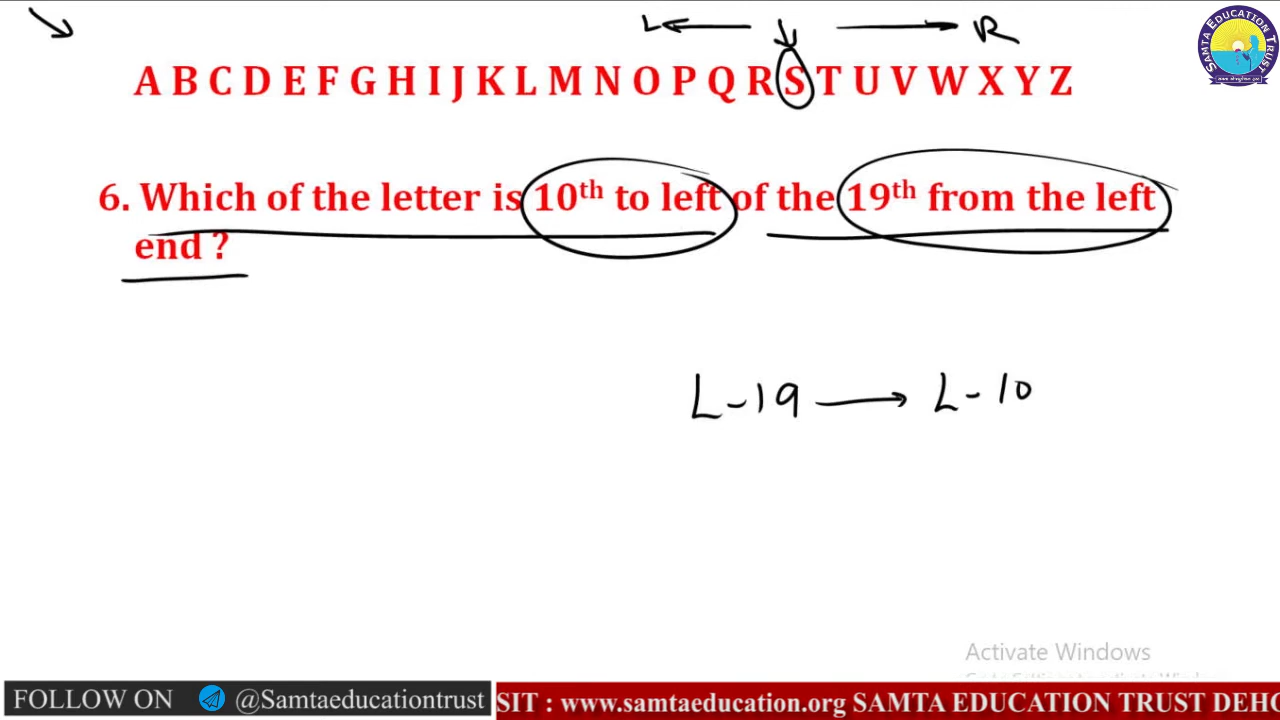 L R
A B C D E F G H I J K L M N O P Q R S T U V W X Y Z
SAMTA EDUCATION TRUST
6. Which of the letter is 10th to left of the 19th from the left
end ?
L-19 → L-10
Activate Windows
FOLLOW ON @Samtaeducationtrust SIT : www.samtaeducation.org SAMTA EDUCATION TRUST DEHO